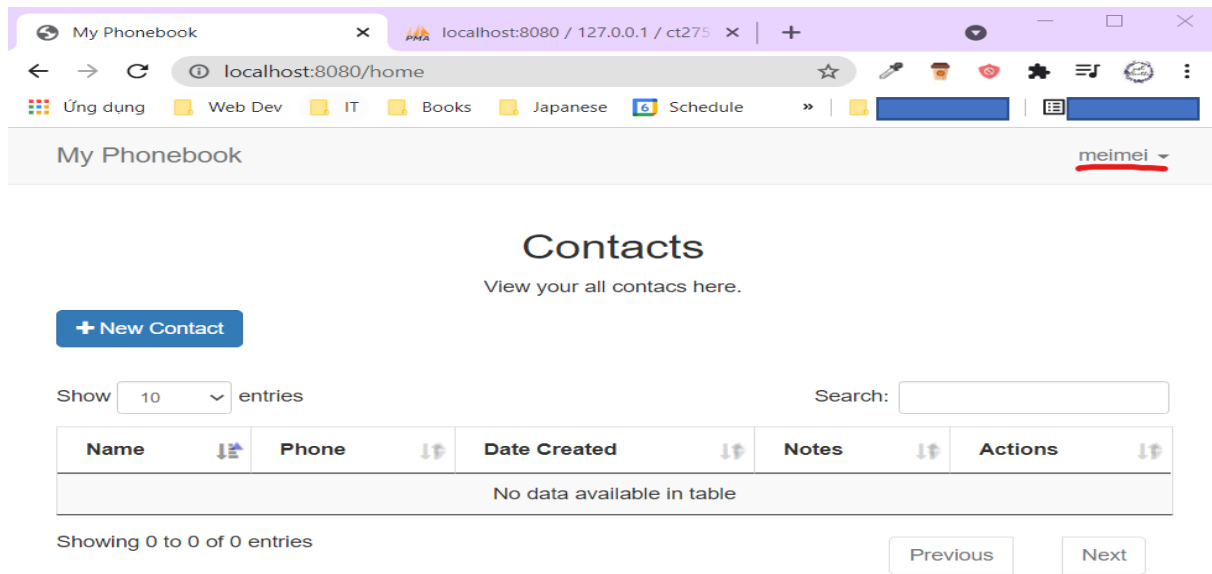 My Phonebook
PMA localhost:8080 / 127.0.0.1 / ct275
localhost:8080/home
Ứng dụng Web Dev IT Books Japanese 6 Schedule »
My Phonebook meimei
Contacts
View your all contacs here.
+ New Contact
Show 10 entries Search:
Name Phone Date Created Notes Actions
No data available in table
Showing 0 to 0 of 0 entries
Previous Next